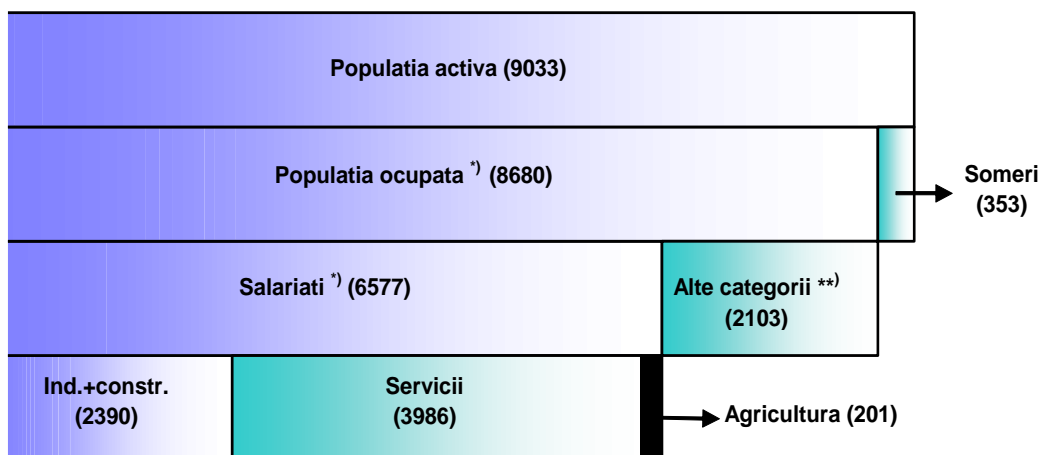 Populatia activa (9033)
Populatia ocupata *) (8680)
Someri
(353)
Salariati *) (6577)
Alte categorii **)
(2103)
Ind.+constr.
(2390)
Servicii
(3986)
Agricultura (201)